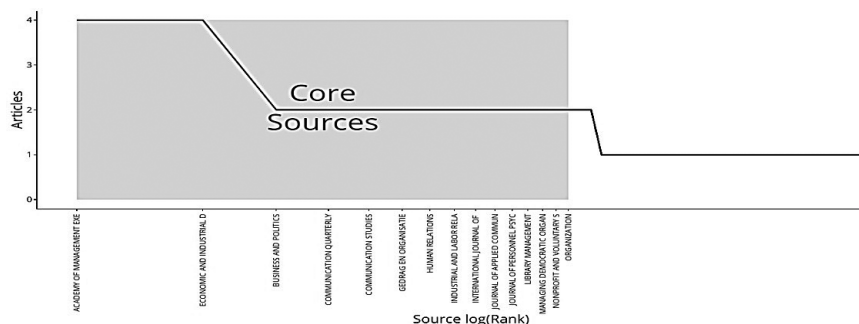 4
3
2
1
0
Articles
Core
Sources
ACADEMY OF MANAGEMENT EXE
ECONOMIC AND INDUSTRIAL D
BUSINESS AND POLITICS
COMMUNICATION QUARTERLY
COMMUNICATION STUDIES
GEDRAG EN ORGANISATIE
HUMAN RELATIONS
INDUSTRIAL AND LABOR RELA
INTERNATIONAL JOURNAL OF
JOURNAL OF APPLIED COMMUN
JOURNAL OF PERSONNEL PSYC
LIBRARY MANAGEMENT
MANAGING DEMOCRATIC ORGAN
NONPROFIT AND VOLUNTARY S
ORGANIZATION
Source log(Rank)